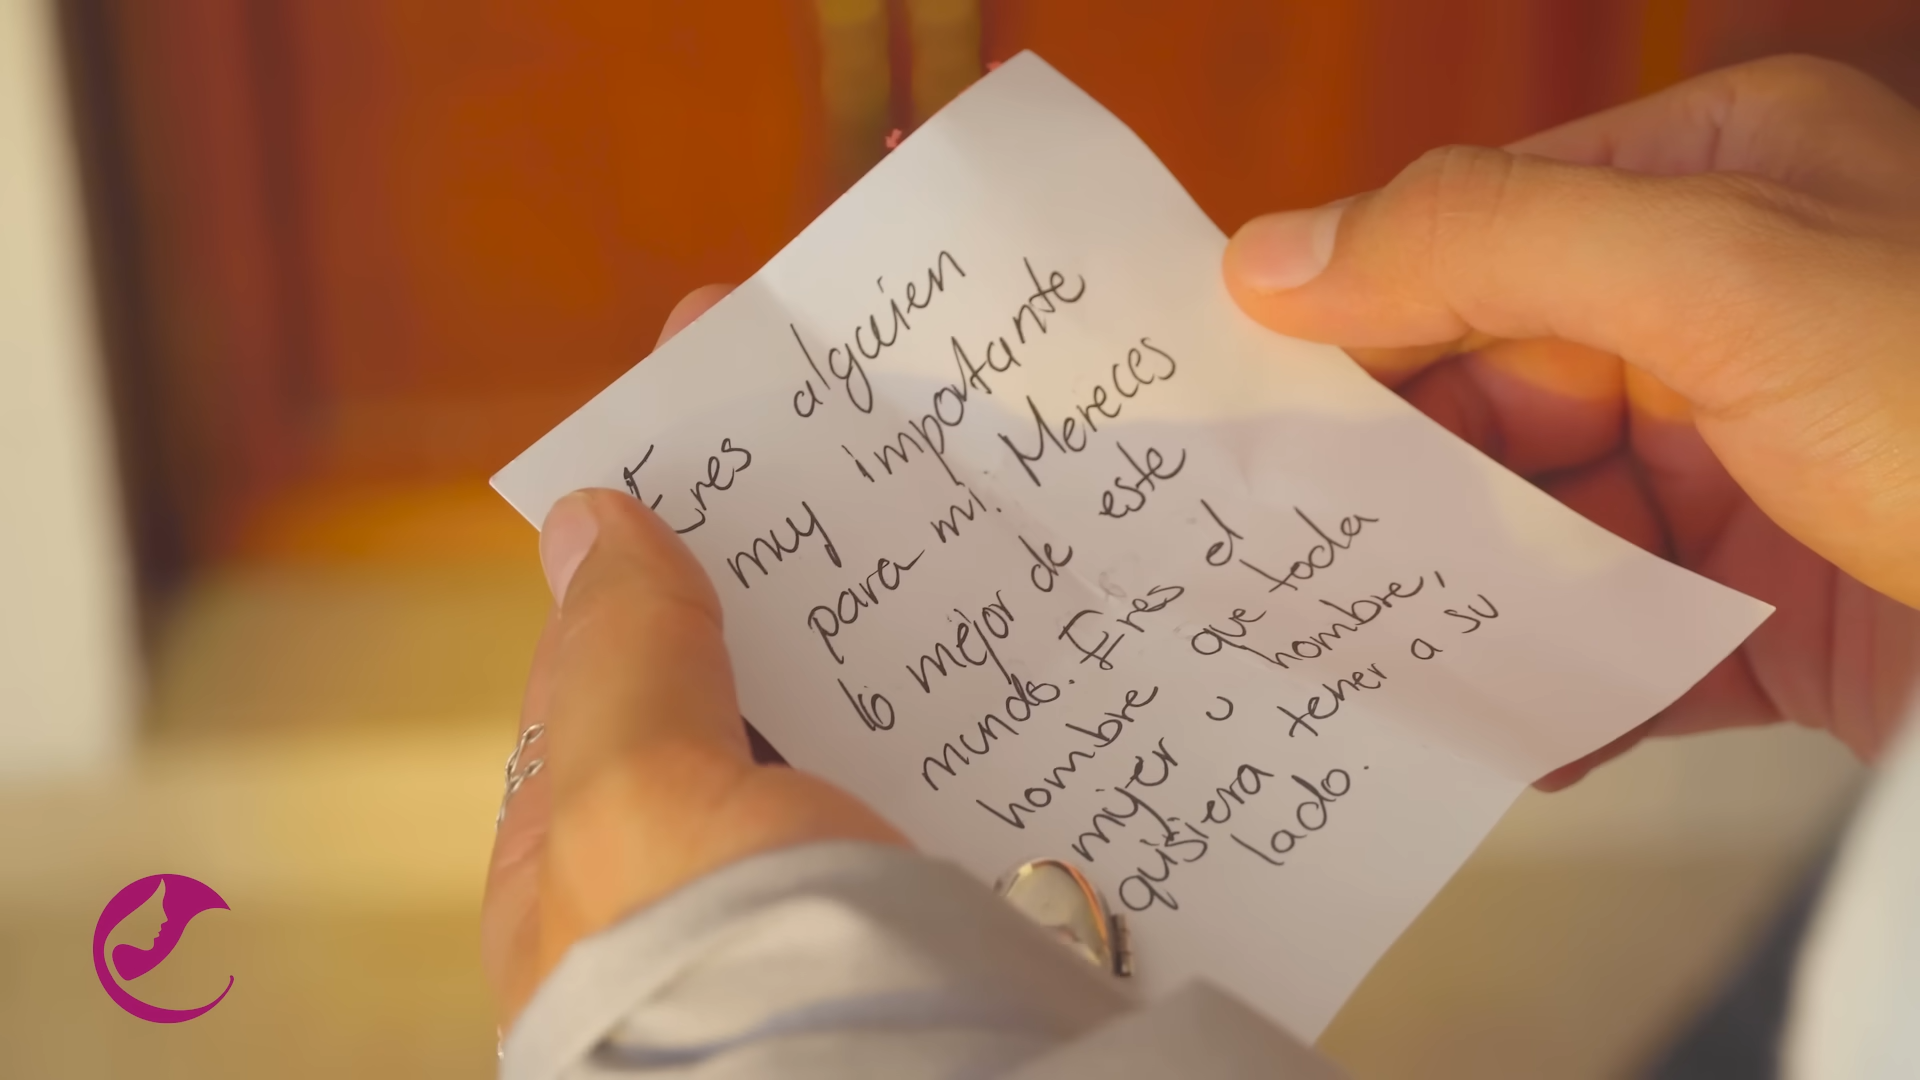 Eres alguien
muy importante
para mi. Mereces
lo mejor de este
mundo. Eres el
hombre que toda
mujer u hombre,
quisiera tener a su
lado.